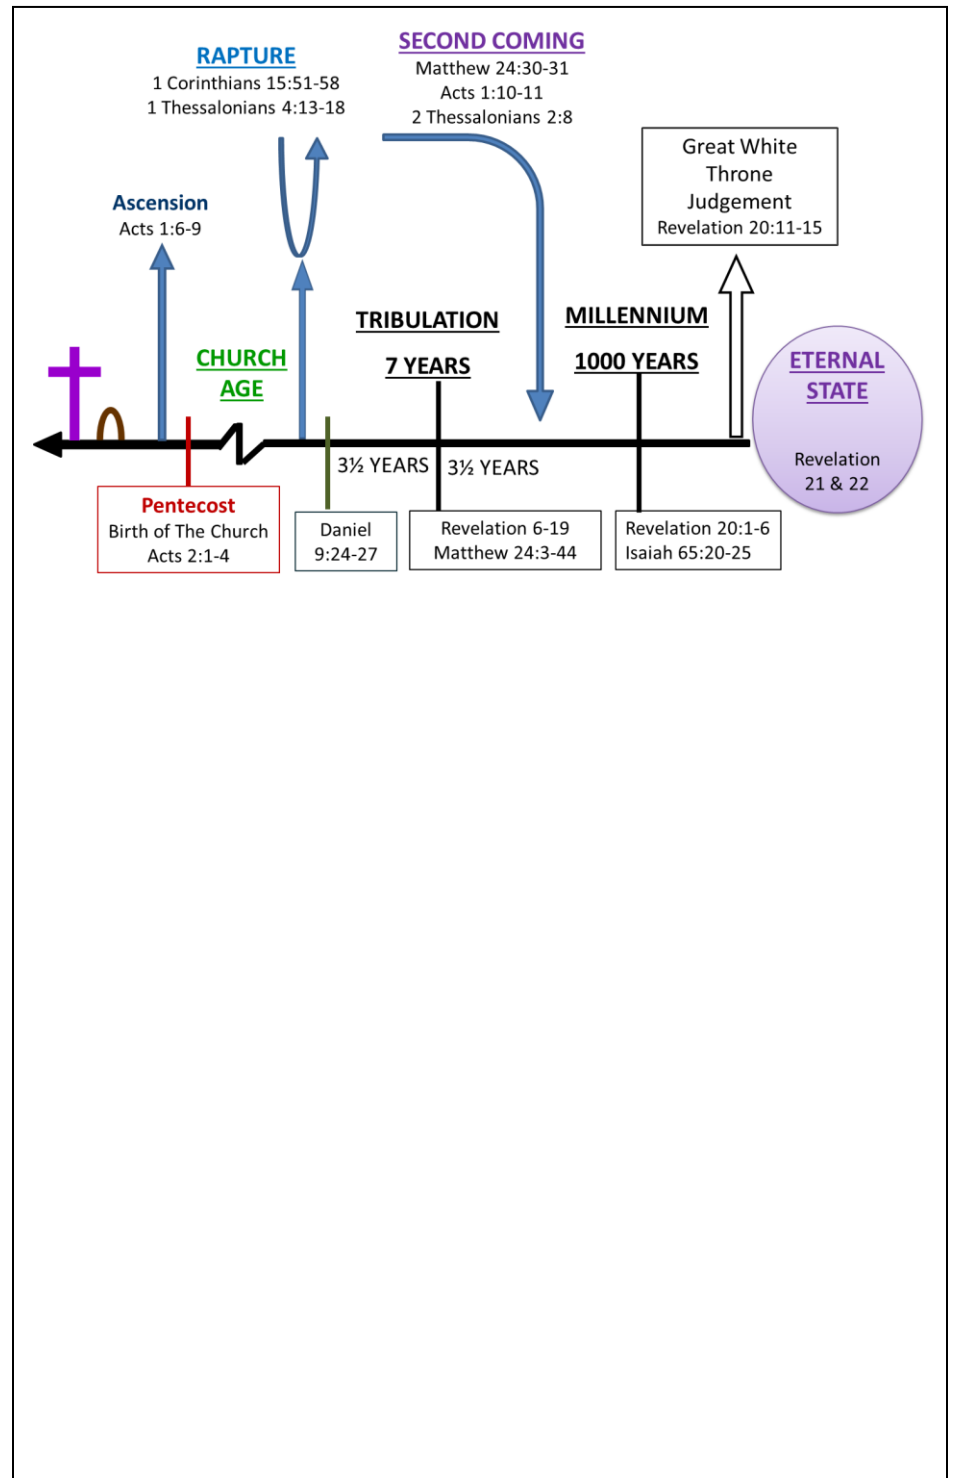 RAPTURE
1 Corinthians 15:51-58
1 Thessalonians 4:13-18
SECOND COMING
Matthew 24:30-31
Acts 1:10-11
2 Thessalonians 2:8
Great White
Throne
Judgement
Revelation 20:11-15
Ascension
Acts 1:6-9
CHURCH
AGE
TRIBULATION
7 YEARS
MILLENNIUM
1000 YEARS
ETERNAL
STATE
Revelation
21 & 22
3½ YEARS
3½ YEARS
Pentecost
Birth of The Church
Acts 2:1-4
Daniel
9:24-27
Revelation 6-19
Matthew 24:3-44
Revelation 20:1-6
Isaiah 65:20-25